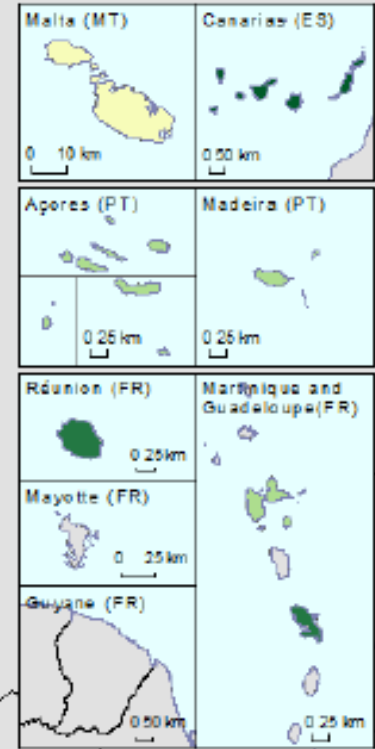 Malta (MT)
0 10 km
Canarias (ES)
0 50 km
Açores (PT)
0 25 km
Madeira (PT)
0 25 km
Réunion (FR)
0 25 km
Mayotte (FR)
0 25 km
Guyane (FR)
0 50 km
Martinique and
Guadeloupe(FR)
0 25 km